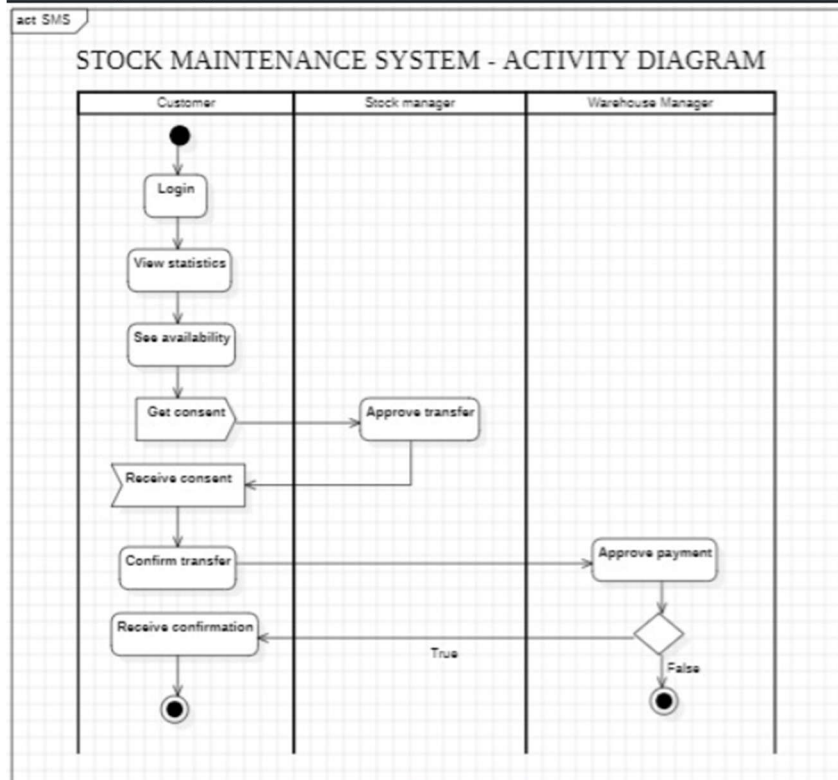 act SMS
STOCK MAINTENANCE SYSTEM - ACTIVITY DIAGRAM
Customer
Stock manager
Warehouse Manager
Login
View statistics
See availability
Get consent
Approve transfer
Receive consent
Confirm transfer
Approve payment
Receive confirmation
True
False